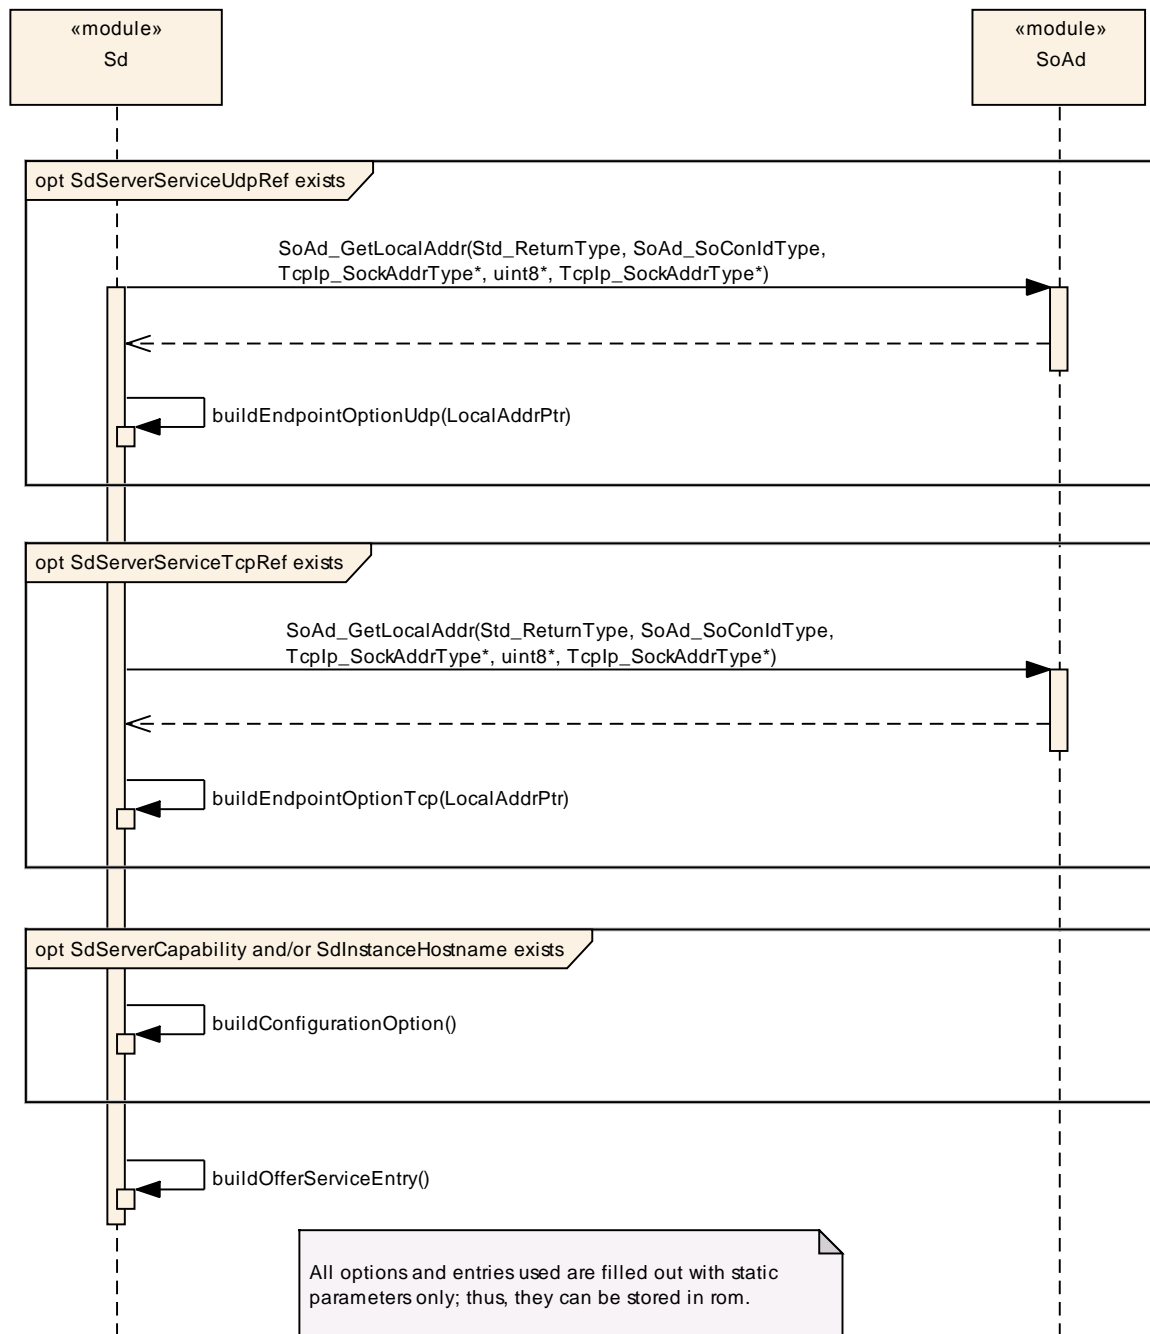 «module»
Sd
«module»
SoAd
opt SdServerServiceUdpRef exists
SoAd_GetLocalAddr(Std_ReturnType, SoAd_SoConIdType,
TcpIp_SockAddrType*, uint8*, TcpIp_SockAddrType*)
buildEndpointOptionUdp(LocalAddrPtr)
opt SdServerServiceTcpRef exists
SoAd_GetLocalAddr(Std_ReturnType, SoAd_SoConIdType,
TcpIp_SockAddrType*, uint8*, TcpIp_SockAddrType*)
buildEndpointOptionTcp(LocalAddrPtr)
opt SdServerCapability and/or SdInstanceHostname exists
buildConfigurationOption()
buildOfferServiceEntry()
All options and entries used are filled out with static
parameters only; thus, they can be stored in rom.